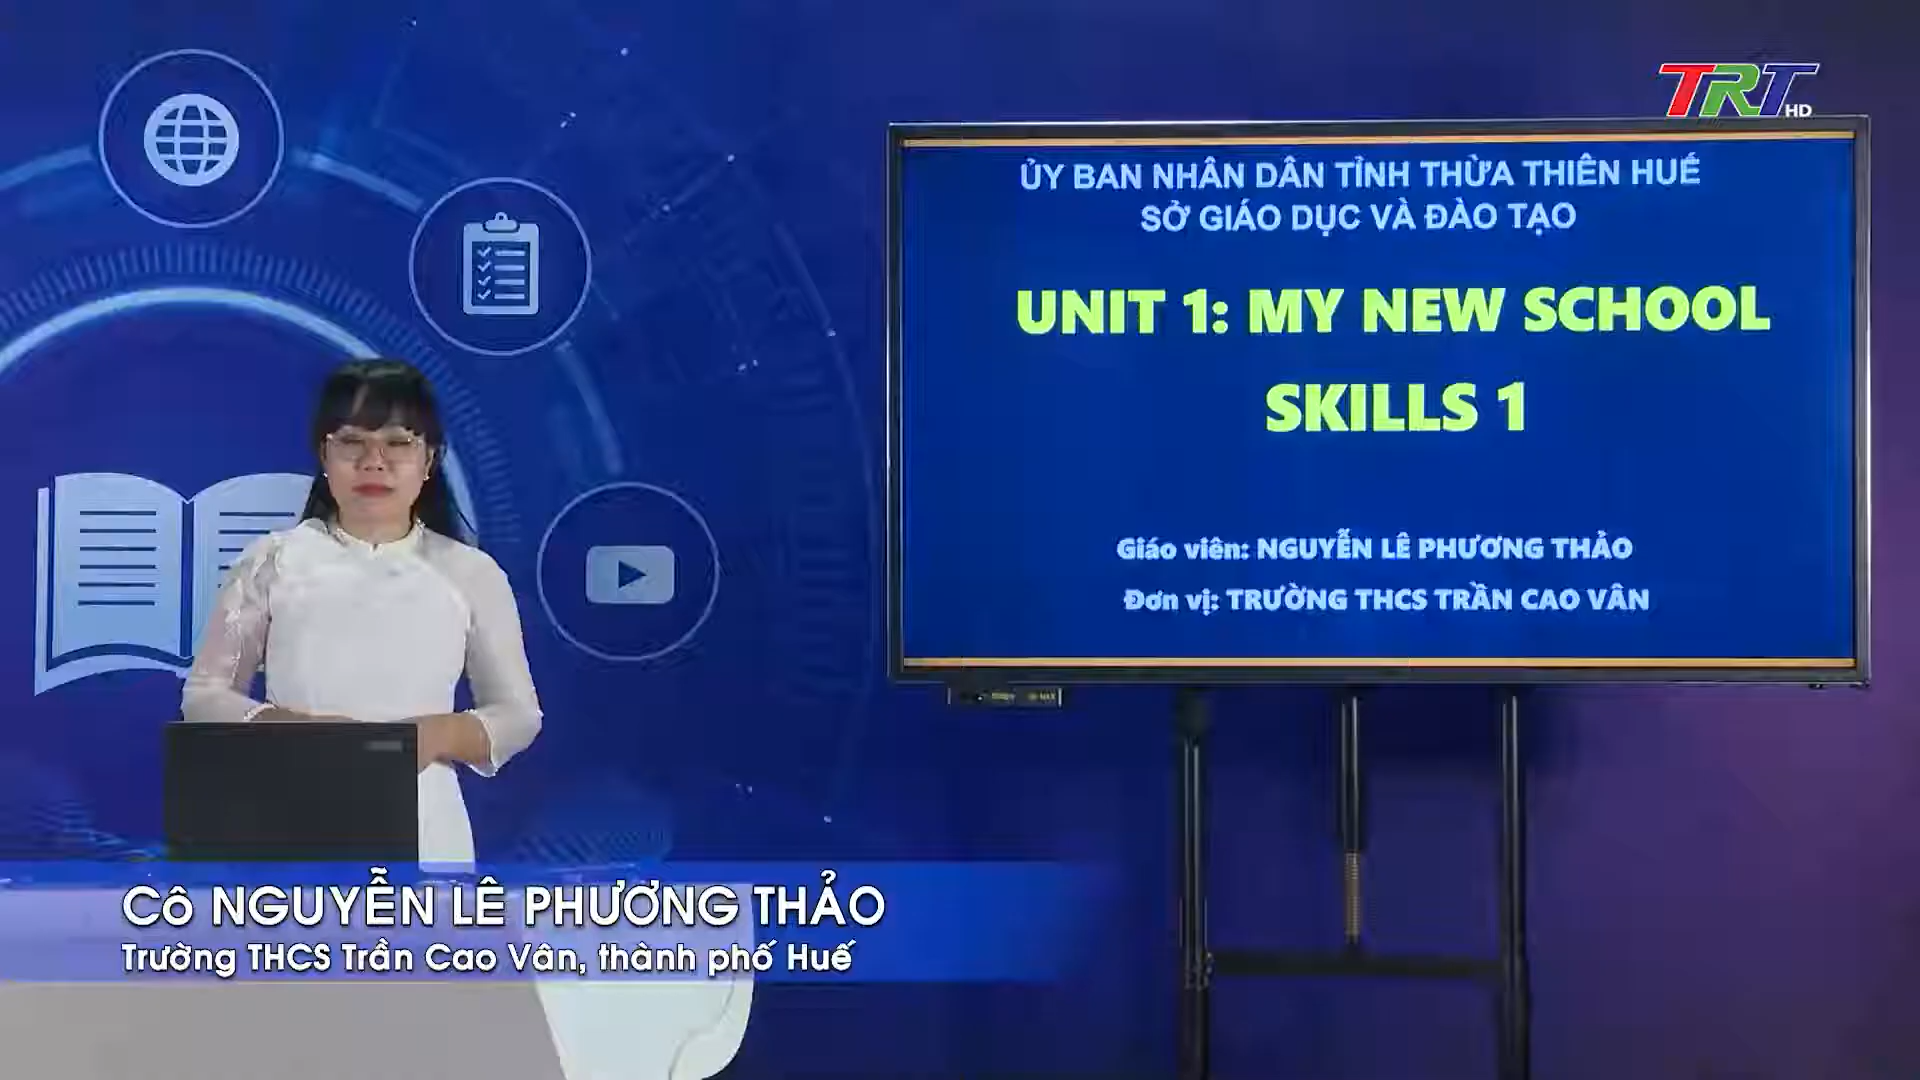 TRT HD
ỦY BAN NHÂN DÂN TỈNH THỪA THIÊN HUẾ
SỞ GIÁO DỤC VÀ ĐÀO TẠO
UNIT 1: MY NEW SCHOOL
SKILLS 1
Giáo viên: NGUYỄN LÊ PHƯƠNG THẢO
Đơn vị: TRƯỜNG THCS TRẦN CAO VÂN
Cô NGUYỄN LÊ PHƯƠNG THẢO
Trường THCS Trần Cao Vân, thành phố Huế